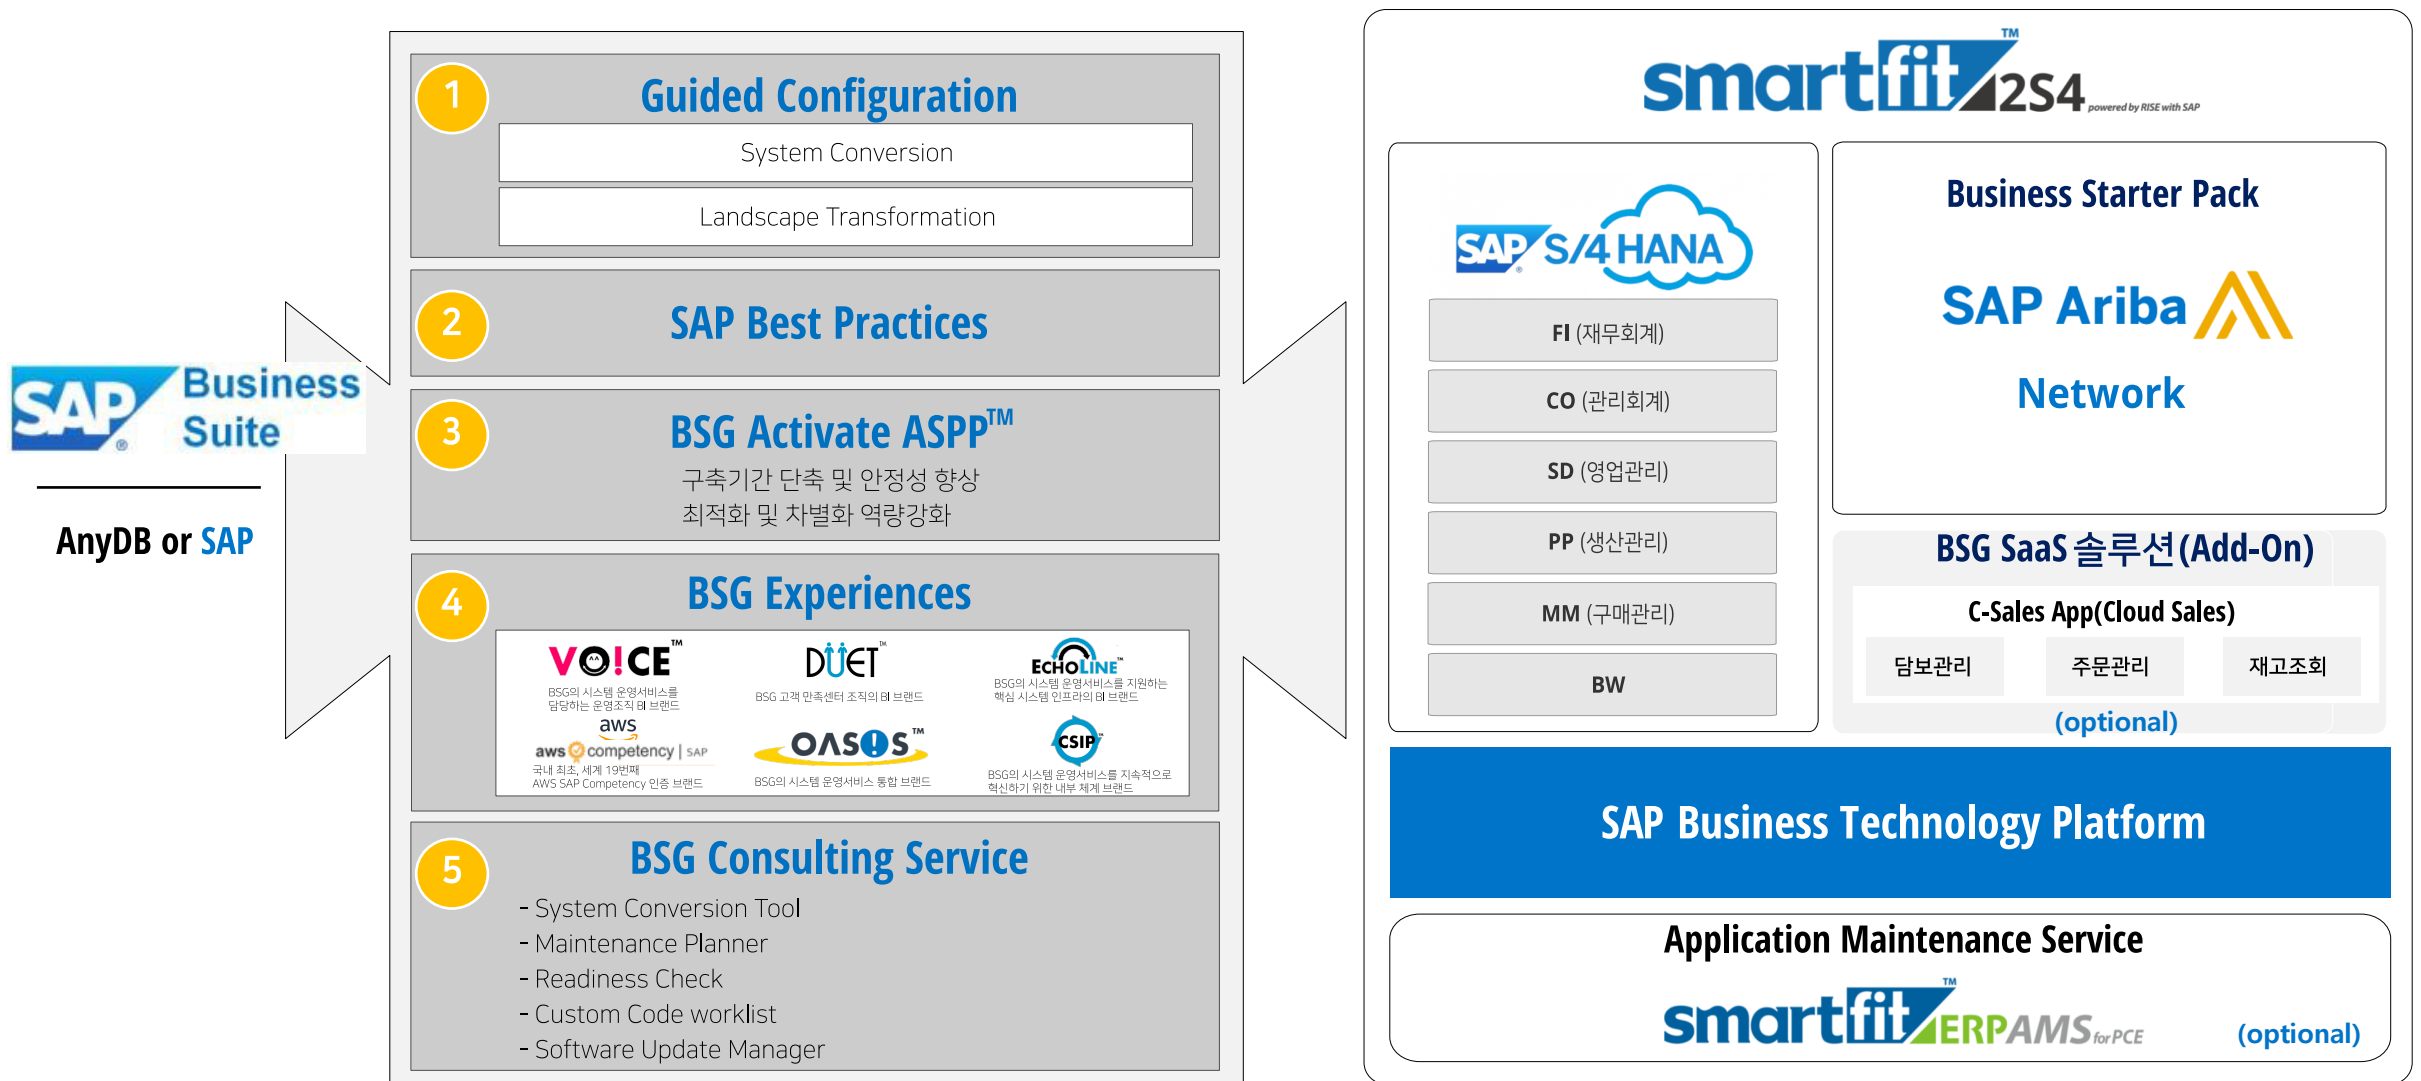 SAP® Business
Suite
AnyDB or SAP
1
Guided Configuration
System Conversion
Landscape Transformation
2
SAP Best Practices
3
BSG Activate ASPP™
구축기간 단축 및 안정성 향상
최적화 및 차별화 역량강화
4
BSG Experiences
VO!CE™
BSG의 시스템 운영서비스를
담당하는 운영조직 BI 브랜드
DÜET™
BSG 고객 만족센터 조직의 BI 브랜드
ECHOLINE™
BSG의 시스템 운영서비스를 지원하는
핵심 시스템 인프라의 BI 브랜드
aws
aws competency | SAP
국내 최초, 세계 19번째
AWS SAP Competency 인증 브랜드
OASIS™
BSG의 시스템 운영서비스 통합 브랜드
CSIP™
BSG의 시스템 운영서비스를 지속적으로
혁신하기 위한 내부 체계 브랜드
5
BSG Consulting Service
- System Conversion Tool
- Maintenance Planner
- Readiness Check
- Custom Code worklist
- Software Update Manager
smartfit™ 2S4 powered by RISE with SAP
SAP® S/4HANA
FI (재무회계)
CO (관리회계)
SD (영업관리)
PP (생산관리)
MM (구매관리)
BW
Business Starter Pack
SAP Ariba
Network
BSG SaaS 솔루션(Add-On)
C-Sales App(Cloud Sales)
담보관리
주문관리
재고조회
(optional)
SAP Business Technology Platform
Application Maintenance Service
smartfit™ ERPAMS for PCE
(optional)